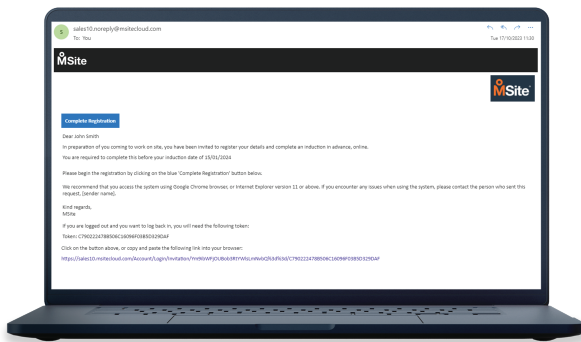 S
sales10.noreply@msitecloud.com
To: You
Tue 17/10/2023 11:30
MSite
MSite
Complete Registration
Dear John Smith
In preparation of you coming to work on site, you have been invited to register your details and complete an induction in advance, online.
You are required to complete this before your induction date of 15/01/2024
Please begin the registration by clicking on the blue 'Complete Registration' button below.
We recommend that you access the system using Google Chrome browser, or Internet Explorer version 11 or above. If you encounter any issues when using the system, please contact the person who sent this
request, [sender name].
Kind regards,
MSite
If you are logged out and you want to log back in, you will need the following token:
Token: C7902224788506C16096F03B5D329DAF
Click on the button above, or copy and paste the following link into your browser: